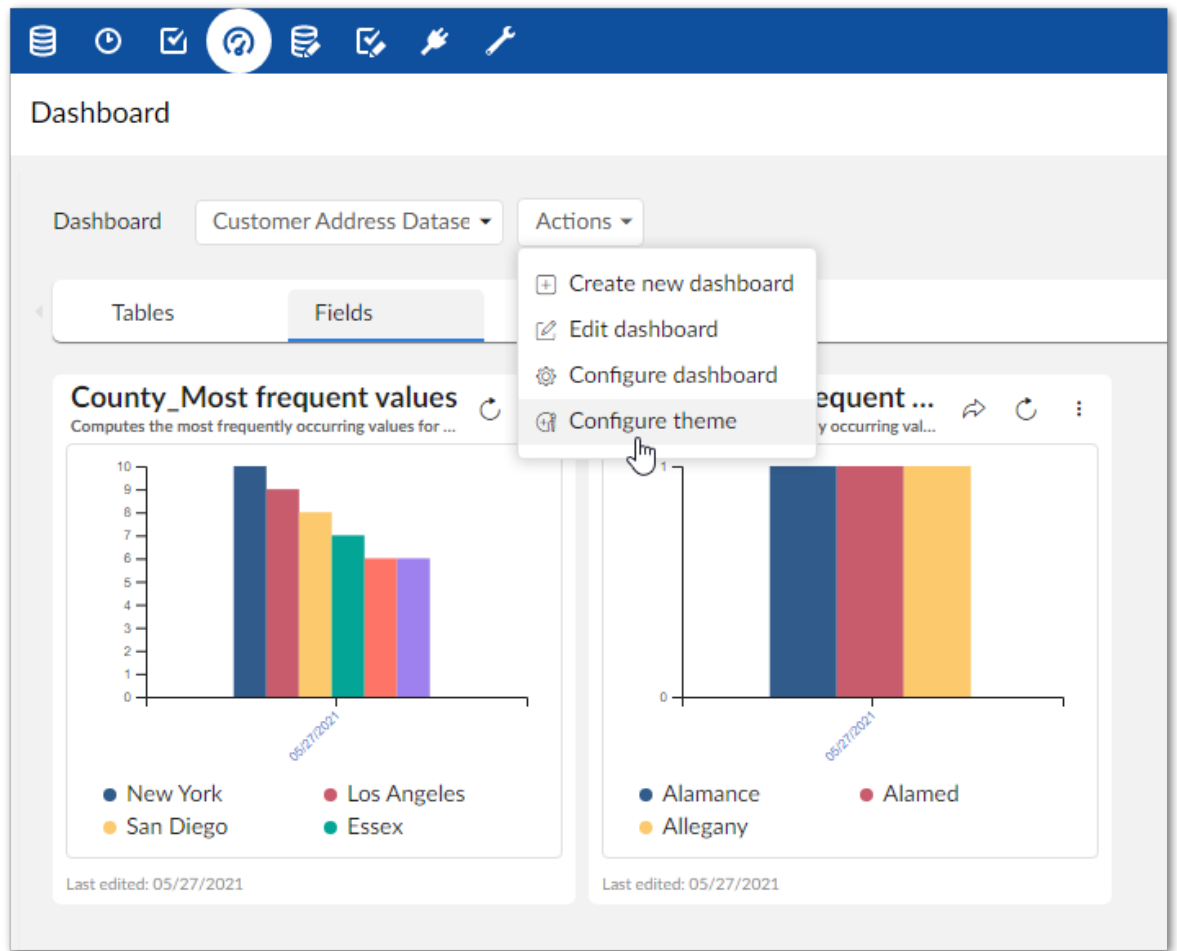 Dashboard
Dashboard
Customer Address Datase
Actions
Create new dashboard
Edit dashboard
Configure dashboard
Configure theme
Tables
Fields
County_Most frequent values
Computes the most frequently occurring values for ...
equent ...
y occurring val...
10
9
8
7
6
5
4
3
2
1
0
05/27/2021
New York
Los Angeles
San Diego
Essex
Last edited: 05/27/2021
1
0
05/27/2021
Alamance
Alamed
Allegany
Last edited: 05/27/2021